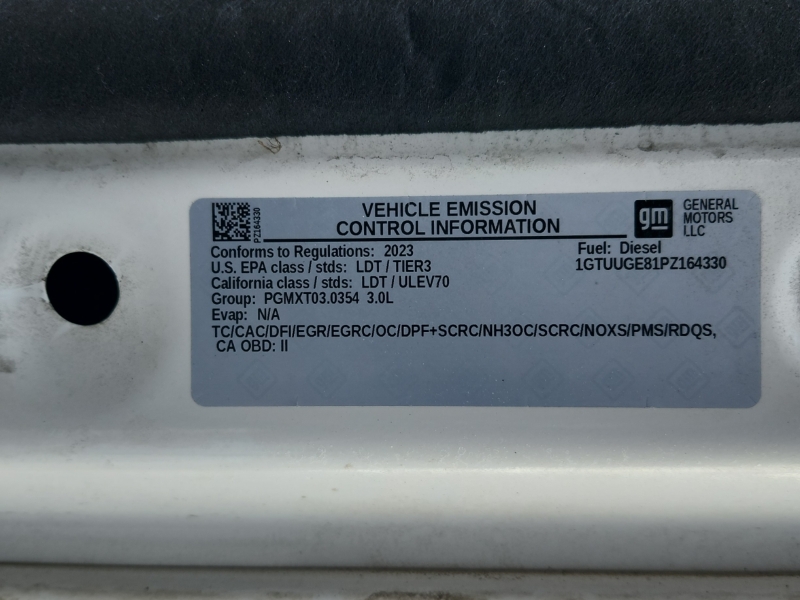 PZ164330
VEHICLE EMISSION
CONTROL INFORMATION
gm
GENERAL
MOTORS
LLC
Conforms to Regulations: 2023
Fuel: Diesel
U.S. EPA class / stds: LDT / TIER3
1GTUUGE81PZ164330
California class / stds: LDT / ULEV70
Group: PGMXT03.0354 3.0L
Evap: N/A
TC/CAC/DFI/EGR/EGRC/OC/DPF+SCRC/NH3OC/SCRC/NOXS/PMS/RDQS,
CA OBD: II